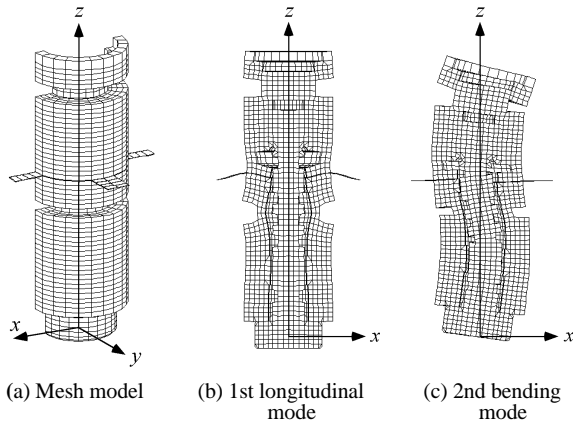 z
z
z
x
y
x
x
(a) Mesh model
(b) 1st longitudinal
mode
(c) 2nd bending
mode